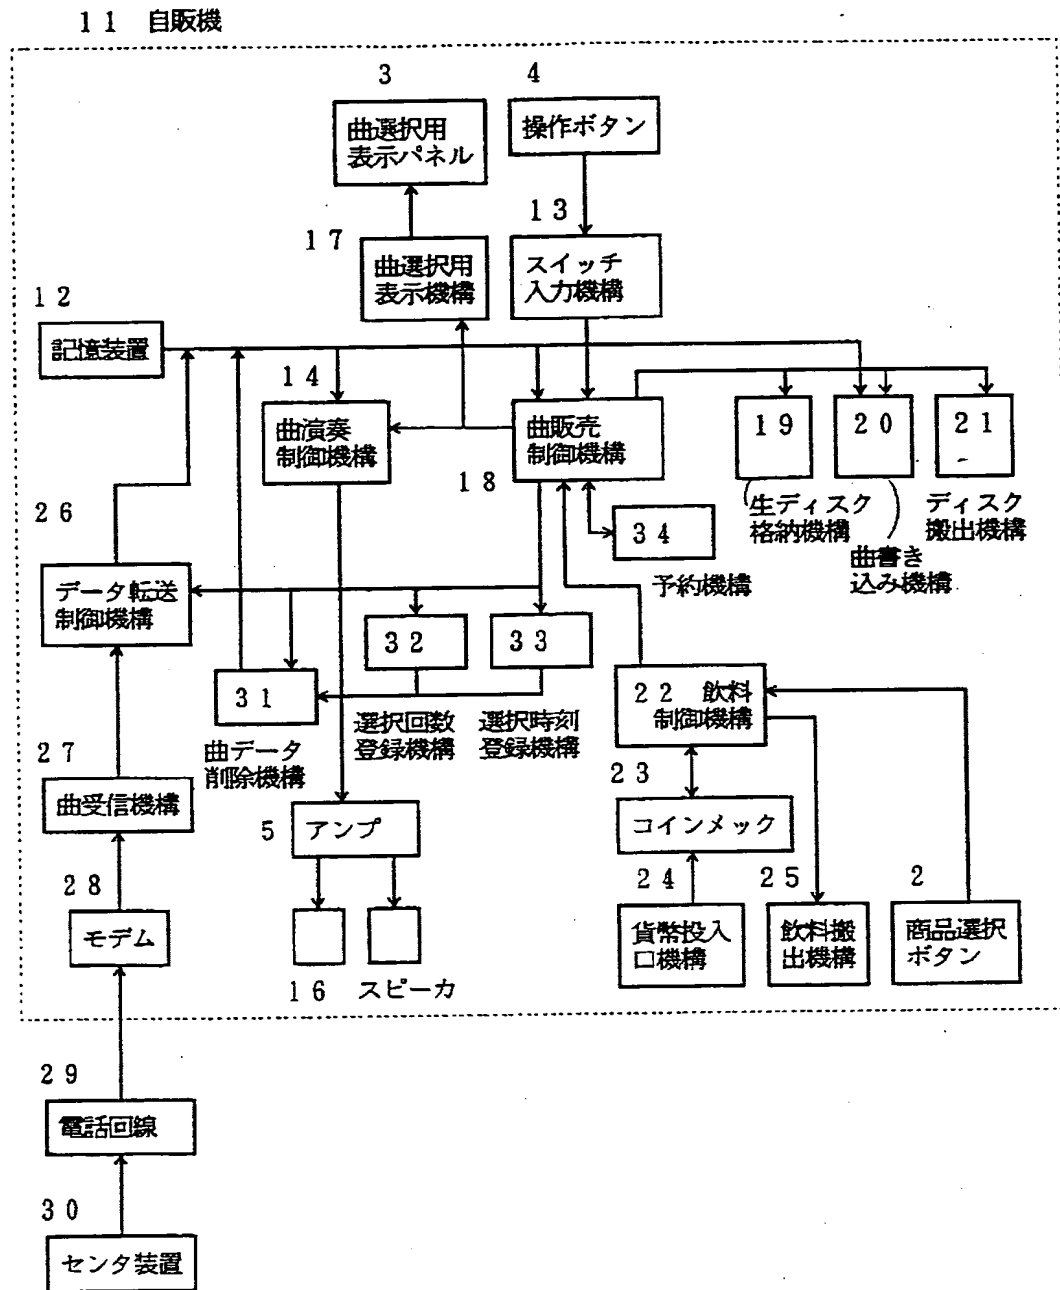 11 自販機
3
4
曲選択用
表示パネル
操作ボタン
17
13
曲選択用
表示機構
スイッチ
入力機構
12
記憶装置
14
曲演奏
制御機構
曲販売
制御機構
18
19
20
21
生ディスク
格納機構
曲書き
込み機構
ディスク
搬出機構
34
予約機構
26
データ転送
制御機構
32
33
31
選択回数
登録機構
選択時刻
登録機構
曲データ
削除機構
22 飲料
制御機構
23
コインメック
27
曲受信機構
5
アンプ
24
25
2
貨幣投入
口機構
飲料搬
出機構
商品選択
ボタン
28
モデム
16 スピーカ
29
電話回線
30
センタ装置